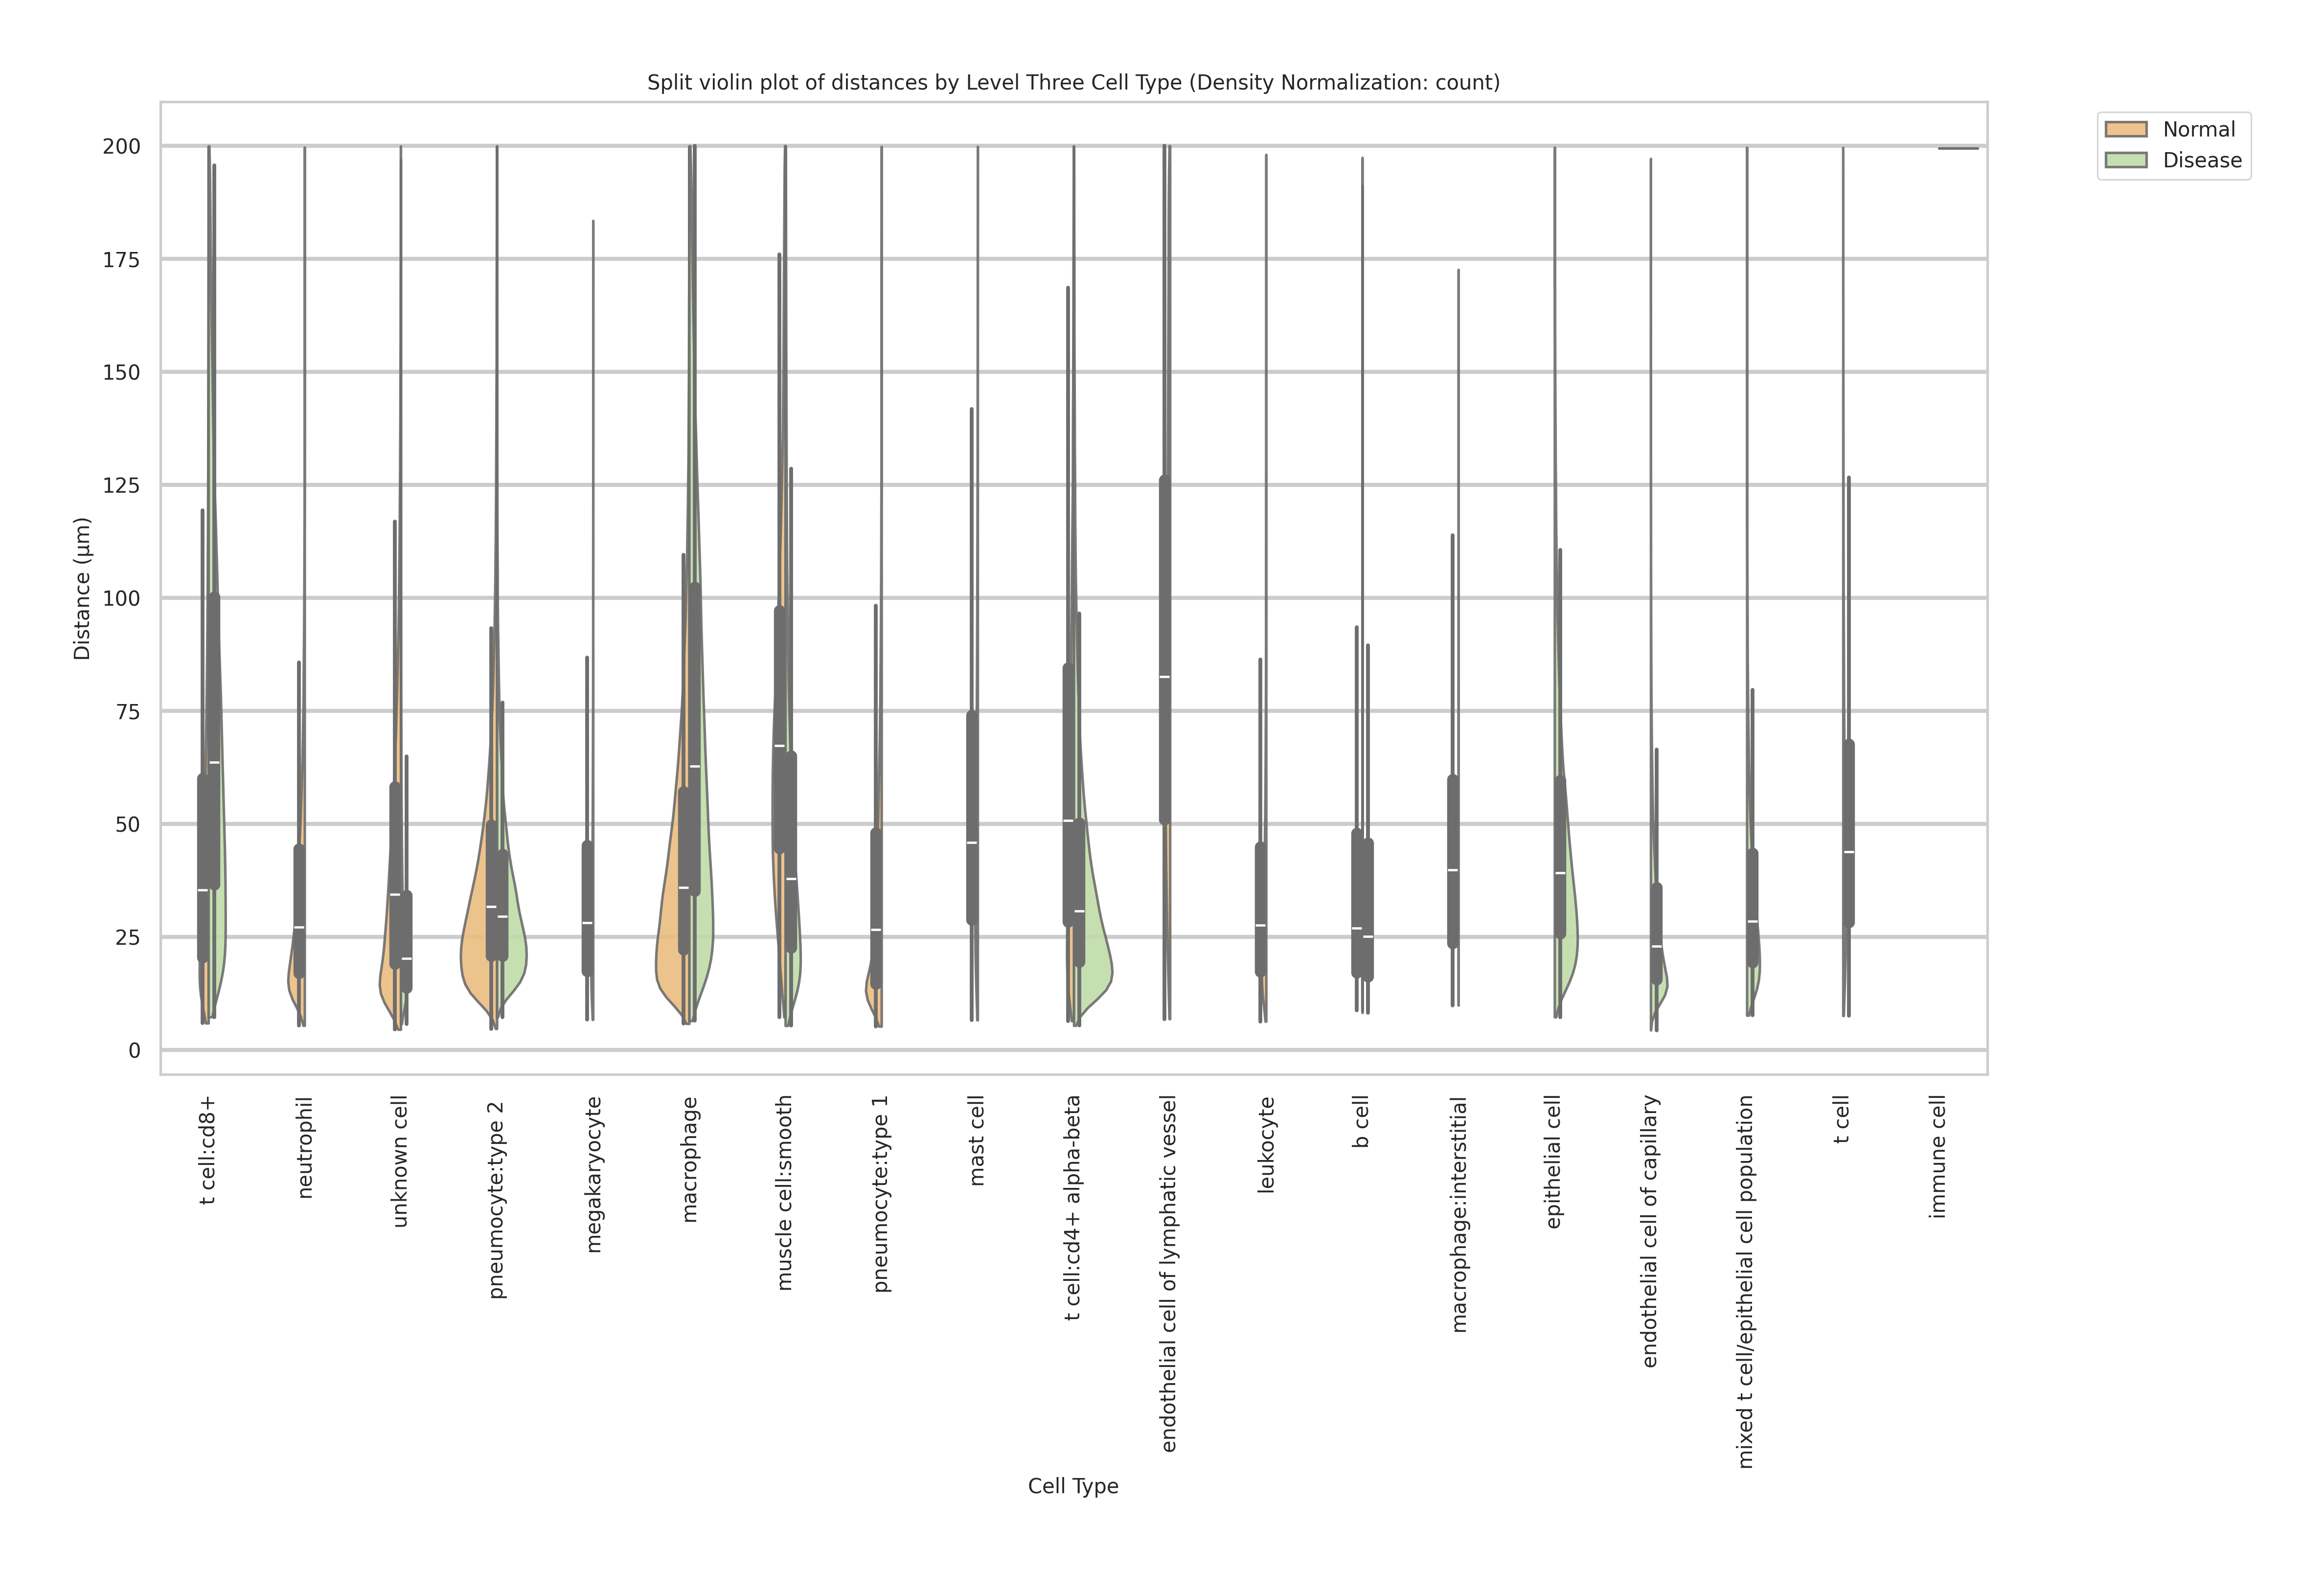 Split violin plot of distances by Level Three Cell Type (Density Normalization: count)
Normal
Disease
200
175
150
125
100
75
50
25
0
Distance (μm)
t cell:cd8+
neutrophil
unknown cell
pneumocyte:type 2
megakaryocyte
macrophage
muscle cell:smooth
pneumocyte:type 1
mast cell
t cell:cd4+ alpha-beta
endothelial cell of lymphatic vessel
leukocyte
b cell
macrophage:interstitial
epithelial cell
endothelial cell of capillary
mixed t cell/epithelial cell population
t cell
immune cell
Cell Type